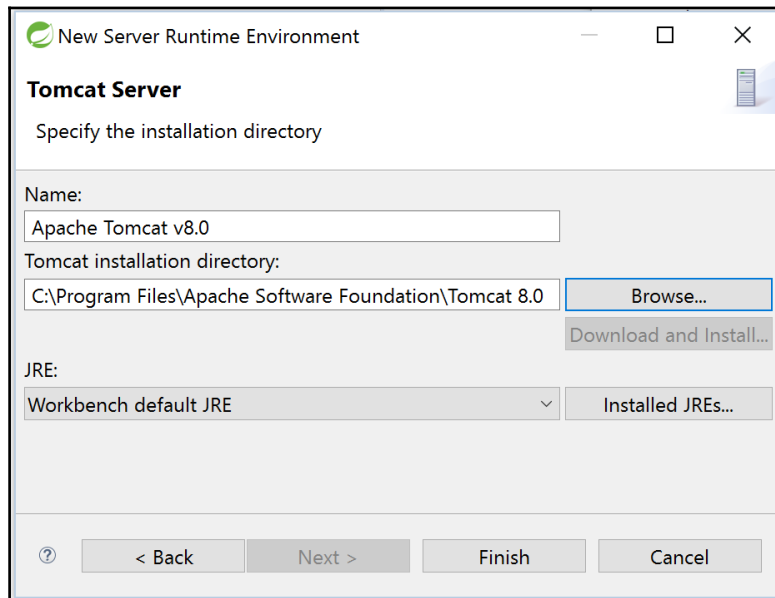 New Server Runtime Environment
Tomcat Server
Specify the installation directory
Name:
Apache Tomcat v8.0
Tomcat installation directory:
C:\Program Files\Apache Software Foundation\Tomcat 8.0 Browse...
Download and Install...
JRE:
Workbench default JRE Installed JREs...
? < Back Next > Finish Cancel